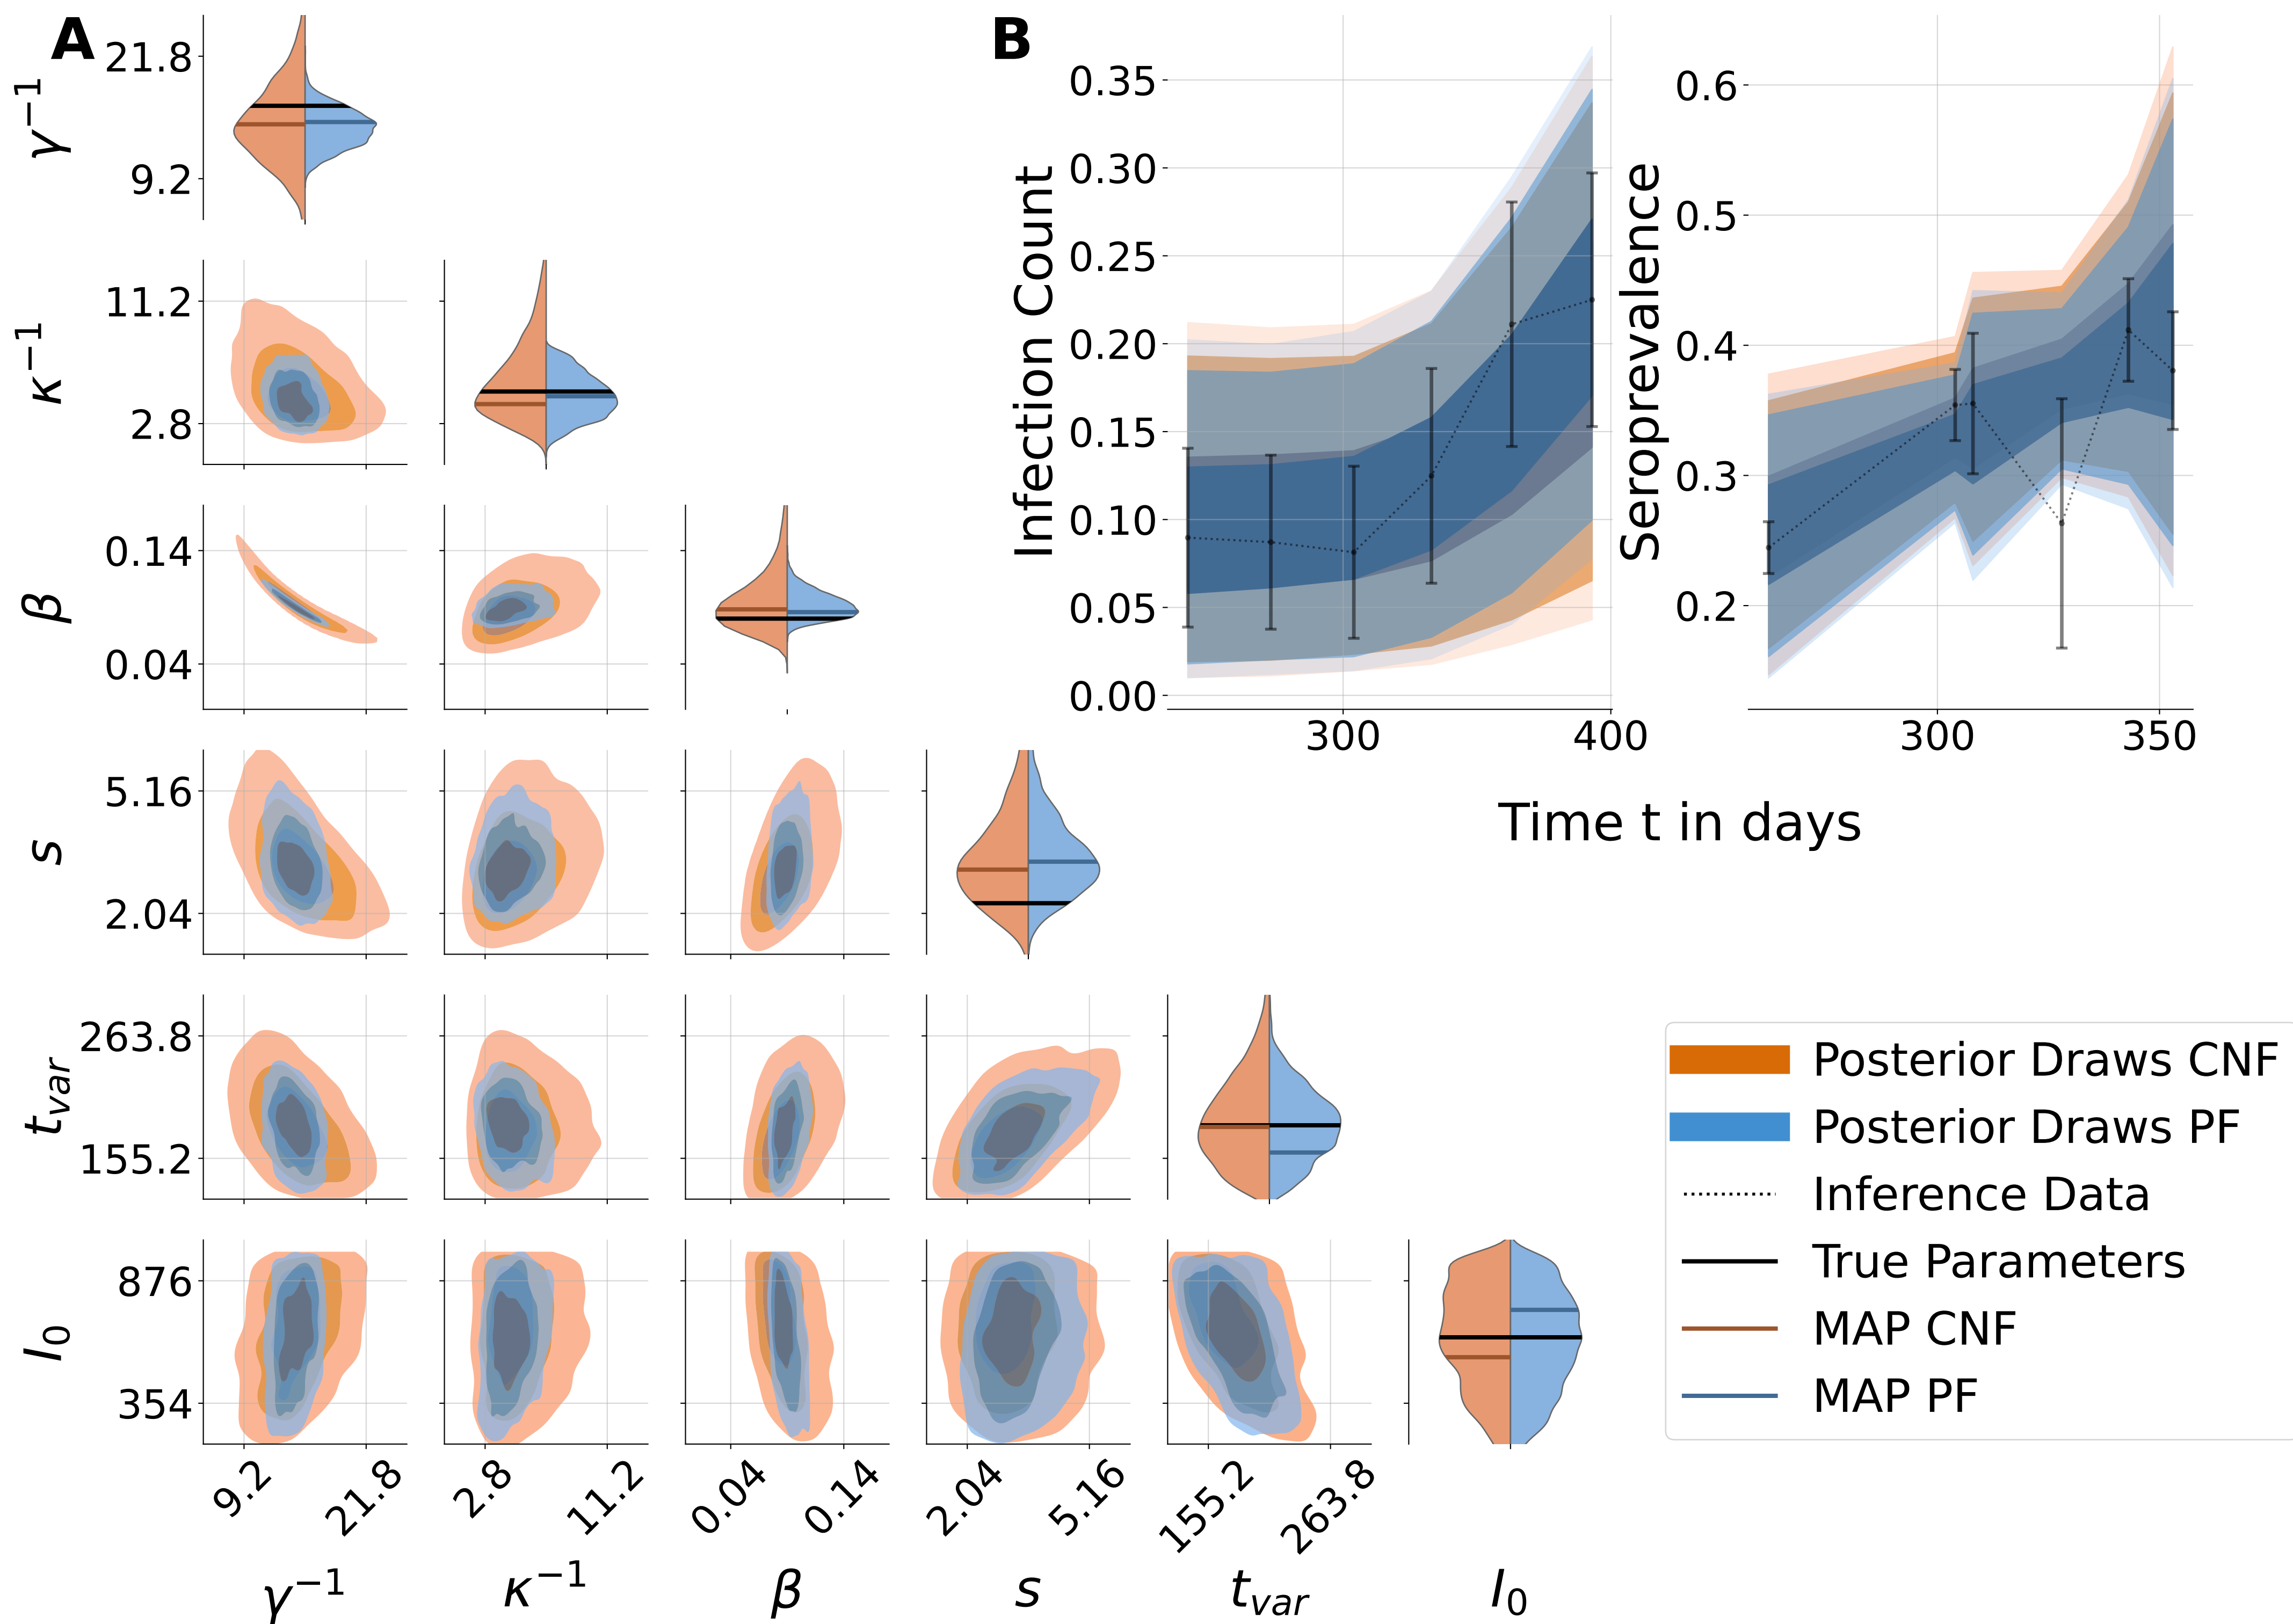 A
B
21.8
9.2
γ⁻¹
11.2
2.8
κ⁻¹
0.14
0.04
β
5.16
2.04
s
263.8
155.2
t_var
876
354
I₀
9.2
21.8
2.8
11.2
0.04
0.14
2.04
5.16
155.2
263.8
γ⁻¹
κ⁻¹
β
s
t_var
I₀
Infection Count
0.35
0.30
0.25
0.20
0.15
0.10
0.05
0.00
300
400
Seroprevalence
0.6
0.5
0.4
0.3
0.2
300
350
Time t in days
Posterior Draws CNF
Posterior Draws PF
Inference Data
True Parameters
MAP CNF
MAP PF